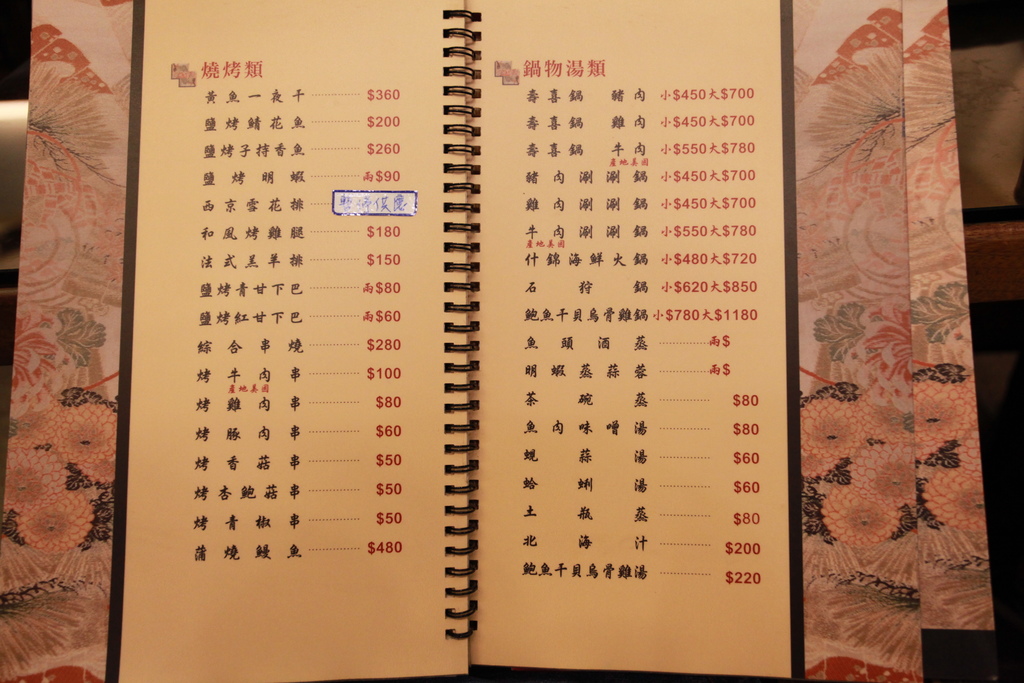 燒烤類
黃魚一夜干 $360
鹽烤鯖花魚 $200
鹽烤子持香魚 $260
鹽烤明蝦 兩$90
西京雪花排 暫停供應
和風烤雞腿 $180
法式羔羊排 $150
鹽烤青甘下巴 兩$80
鹽烤紅甘下巴 兩$60
綜合串燒 $280
烤牛肉串 $100
產地美國
烤雞肉串 $80
烤豚肉串 $60
烤香菇串 $50
烤杏鮑菇串 $50
烤青椒串 $50
蒲燒鰻魚 $480
鍋物湯類
壽喜鍋 豬肉 小$450大$700
壽喜鍋 雞肉 小$450大$700
壽喜鍋 牛肉 小$550大$780
產地美國
豬肉涮涮鍋 小$450大$700
雞肉涮涮鍋 小$450大$700
牛肉涮涮鍋 小$550大$780
產地美國
什錦海鮮火鍋 小$480大$720
石狩鍋 小$620大$850
鮑魚干貝烏骨雞鍋 小$780大$1180
魚頭酒蒸 兩$
明蝦蒸蒜蓉 兩$
茶碗蒸 $80
魚肉味噌湯 $80
蜆蒜湯 $60
蛤蜊湯 $60
土瓶蒸 $80
北海汁 $200
鮑魚干貝烏骨雞湯 $220